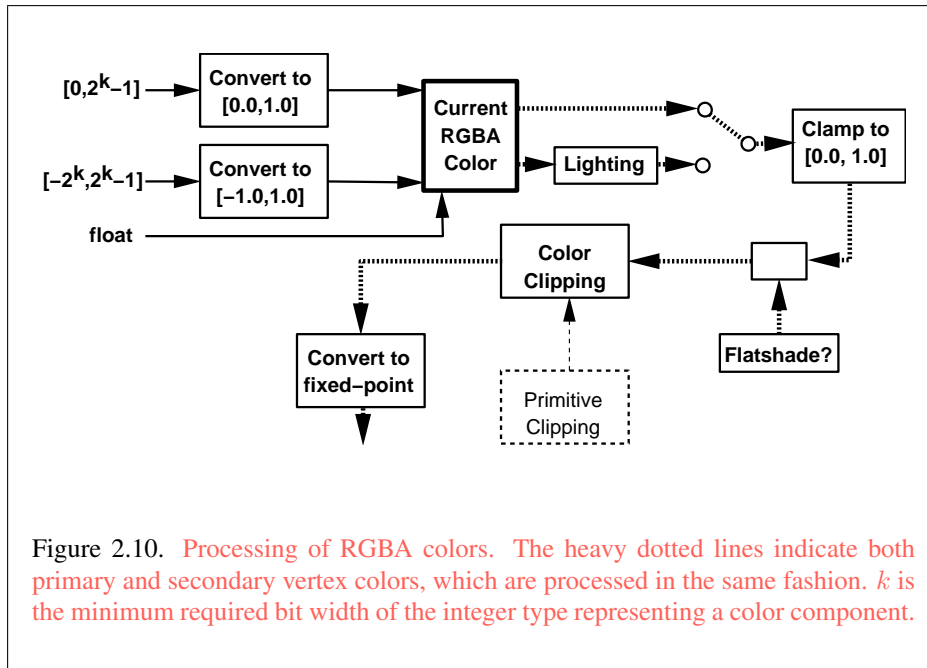 [0,2^k−1]
Convert to
[0.0,1.0]
Current
RGBA
Color
Clamp to
[0.0, 1.0]
Lighting
[−2^k,2^k−1]
Convert to
[−1.0,1.0]
float
Color
Clipping
Flatshade?
Convert to
fixed−point
Primitive
Clipping
Figure 2.10. Processing of RGBA colors. The heavy dotted lines indicate both
primary and secondary vertex colors, which are processed in the same fashion. k is
the minimum required bit width of the integer type representing a color component.